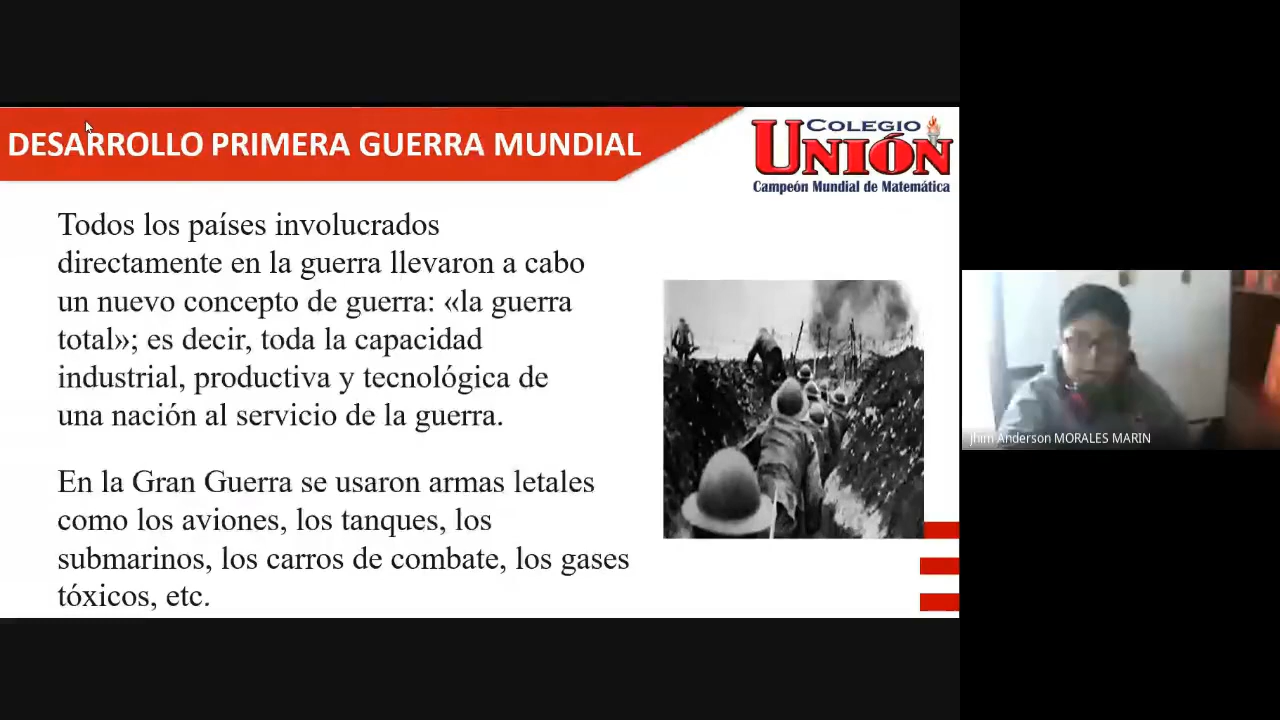 DESARROLLO PRIMERA GUERRA MUNDIAL
COLEGIO
UNIÓN
Campeón Mundial de Matemática
Todos los países involucrados
directamente en la guerra llevaron a cabo
un nuevo concepto de guerra: «la guerra
total»; es decir, toda la capacidad
industrial, productiva y tecnológica de
una nación al servicio de la guerra.
En la Gran Guerra se usaron armas letales
como los aviones, los tanques, los
submarinos, los carros de combate, los gases
tóxicos, etc.
Jhim Anderson MORALES MARIN